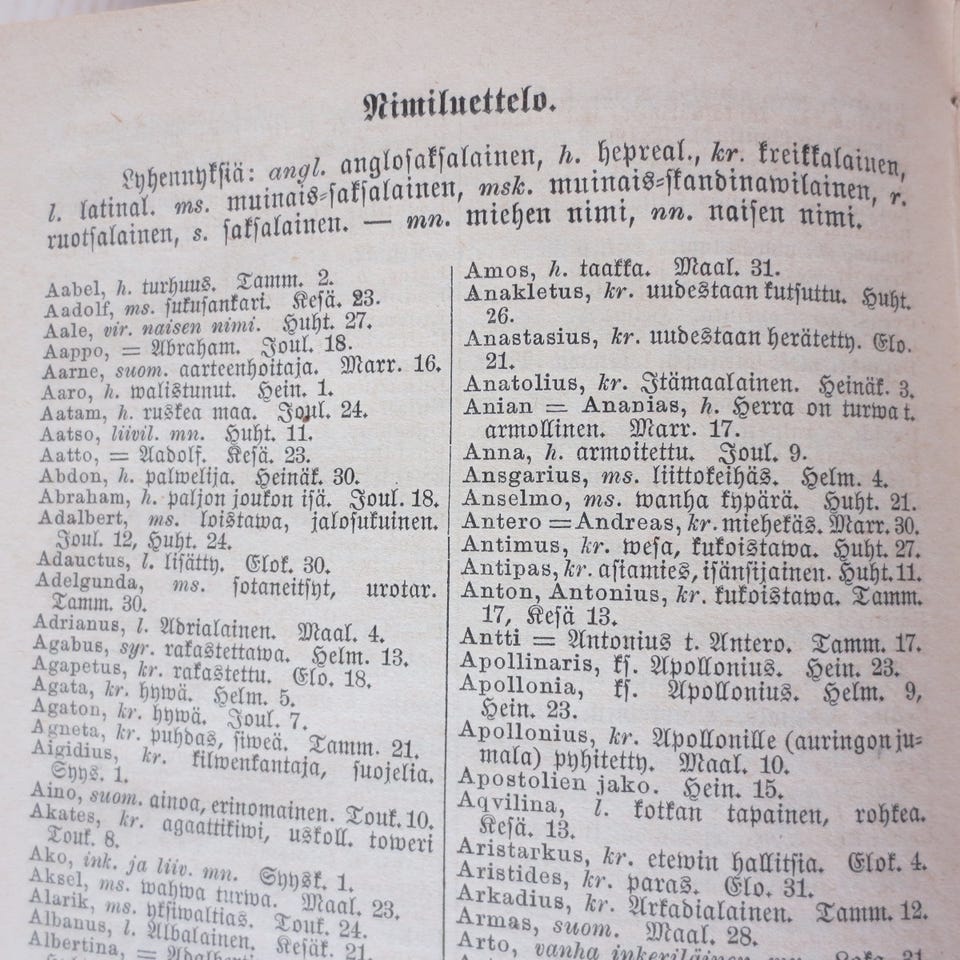 Nimiluettelo.
Lyhennyksiä: angl. anglosaksalainen, h. hepreal., kr. kreikkalainen,
l. latinal. ms. muinais-saksalainen, msk. muinais-skandinawilainen, r.
ruotsalainen, s. saksalainen. — mn. miehen nimi, nn. naisen nimi.
Aabel, h. turhuus. Tamm. 2.
Aadolf, ms. sukusankari. Kesä. 23.
Aale, vir. naisen nimi. Huht. 27.
Aappo, = Abraham. Joul. 18.
Aarne, suom. aarteenhoitaja. Marr. 16.
Aaro, h. walistunut. Hein. 1.
Aatam, h. ruskea maa. Joul. 24.
Aatso, liivil. mn. Huht. 11.
Aatto, = Aadolf. Kesä. 23.
Abdon, h. palwelija. Heinäk. 30.
Abraham, h. paljon joukon isä. Joul. 18.
Adalbert, ms. loistawa, jalosukuinen.
Joul. 12, Huht. 24.
Adauctus, l. lisätty. Elok. 30.
Adelgunda, ms. sotaneitsyt, urotar.
Tamm. 30.
Adrianus, l. Adrialainen. Maal. 4.
Agabus, syr. rakastettawa. Helm. 13.
Agapetus, kr. rakastettu. Elo. 18.
Agata, kr. hywä. Helm. 5.
Agaton, kr. hywä. Joul. 7.
Agneta, kr. puhdas, siweä. Tamm. 21.
Aigidius, kr. kilwenkantaja, suojelia.
Syys. 1.
Aino, suom. ainoa, erinomainen. Touk. 10.
Akates, kr. agaattikiwi, uskoll. toweri
Touk. 8.
Ako, ink. ja liiv. mn. Syysk. 1.
Aksel, ms. wahwa turwa. Maal. 23.
Alarik, ms. yksiwaltias. Touk. 24.
Albanus, l. Albalainen. Kesäk. 21.
Albertina, =
Amos, h. taakka. Maal. 31.
Anakletus, kr. uudestaan kutsuttu. Huht.
26.
Anastasius, kr. uudestaan herätetty. Elo.
21.
Anatolius, kr. Itämaalainen. Heinäk. 3.
Anian = Ananias, h. Herra on turwat.
armollinen. Marr. 17.
Anna, h. armoitettu. Joul. 9.
Ansgarius, ms. liittokeihäs. Helm. 4.
Anselmo, ms. wanha kypärä. Huht. 21.
Antero = Andreas, kr. miehekäs. Marr. 30.
Antimus, kr. wesa, kukoistawa. Huht. 27.
Antipas, kr. asiamies, isänsijainen. Huht. 11.
Anton, Antonius, kr. kukoistawa. Tamm.
17, Kesä 13.
Antti = Antonius t. Antero. Tamm. 17.
Apollinaris, ks. Apollonius. Hein. 23.
Apollonia, ks. Apollonius. Helm. 9,
Hein. 23.
Apollonius, kr. Apollonille (auringon ju-
mala) pyhitetty. Maal. 10.
Apostolien jako. Hein. 15.
Aqvilina, l. kotkan tapainen, rohkea.
Kesä. 13.
Aristarkus, kr. etewin hallitsia. Elok. 4.
Aristides, kr. paras. Elo. 31.
Arkadius, kr. Arkadialainen. Tamm. 12.
Armas, suom. Maal. 28.
Arto, vanha inkeriläinen mn.